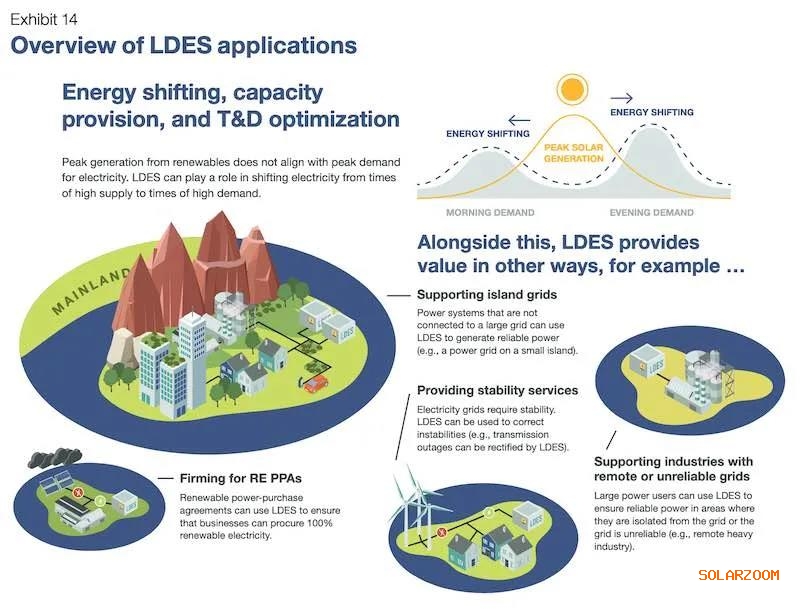 Exhibit 14
Overview of LDES applications
Energy shifting, capacity
provision, and T&D optimization
Peak generation from renewables does not align with peak demand
for electricity. LDES can play a role in shifting electricity from times
of high supply to times of high demand.
ENERGY SHIFTING
ENERGY SHIFTING
PEAK SOLAR
GENERATION
MORNING DEMAND
EVENING DEMAND
Alongside this, LDES provides
value in other ways, for example …
MAINLAND
LDES
LDES
Supporting island grids
Power systems that are not
connected to a large grid can use
LDES to generate reliable power
(e.g., a power grid on a small island).
LDES
Providing stability services
Electricity grids require stability.
LDES can be used to correct
instabilities (e.g., transmission
outages can be rectified by LDES).
Supporting industries with
remote or unreliable grids
Large power users can use LDES to
ensure reliable power in areas where
they are isolated from the grid or the
grid is unreliable (e.g., remote heavy
industry).
LDES
Firming for RE PPAs
Renewable power-purchase
agreements can use LDES to ensure
that businesses can procure 100%
renewable electricity.
LDES
SOLARZOOM